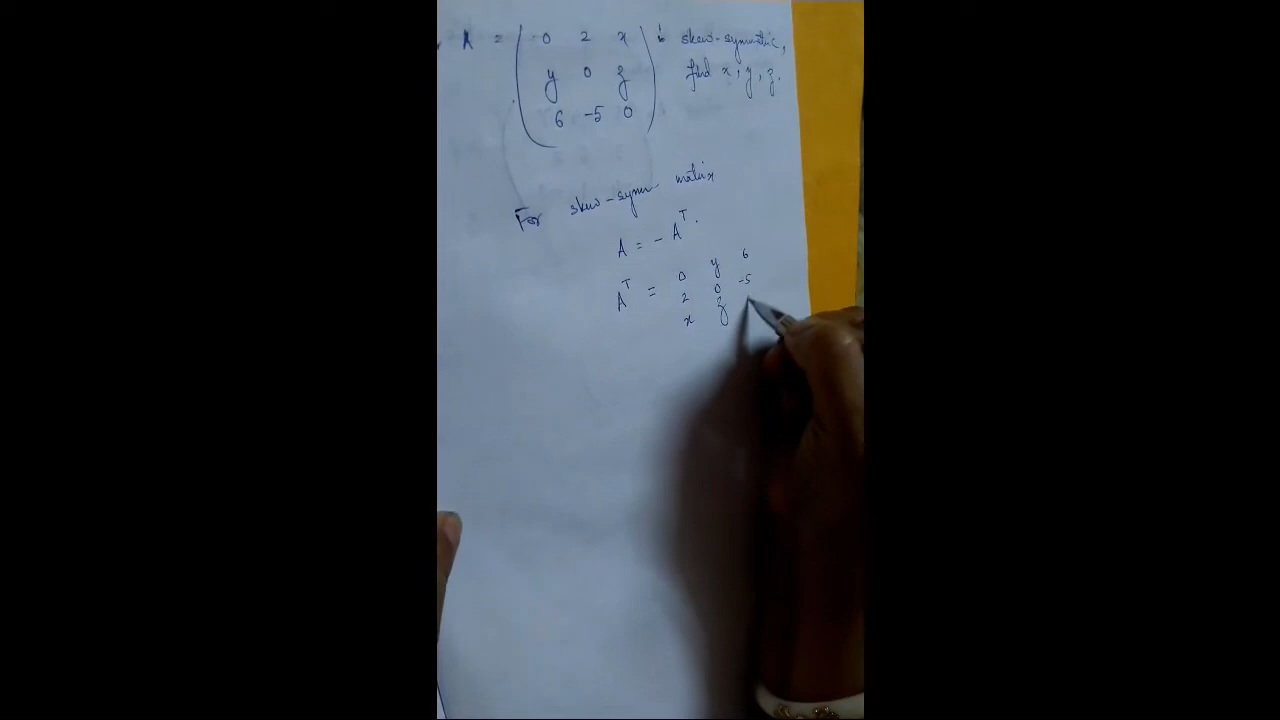 A = 0 2 x is skew-symmetric,
y 0 z find x, y, z.
6 -5 0
For skew-symm matrix
A = - A^T.
A^T = 0 y 6
2 0 -5
x z